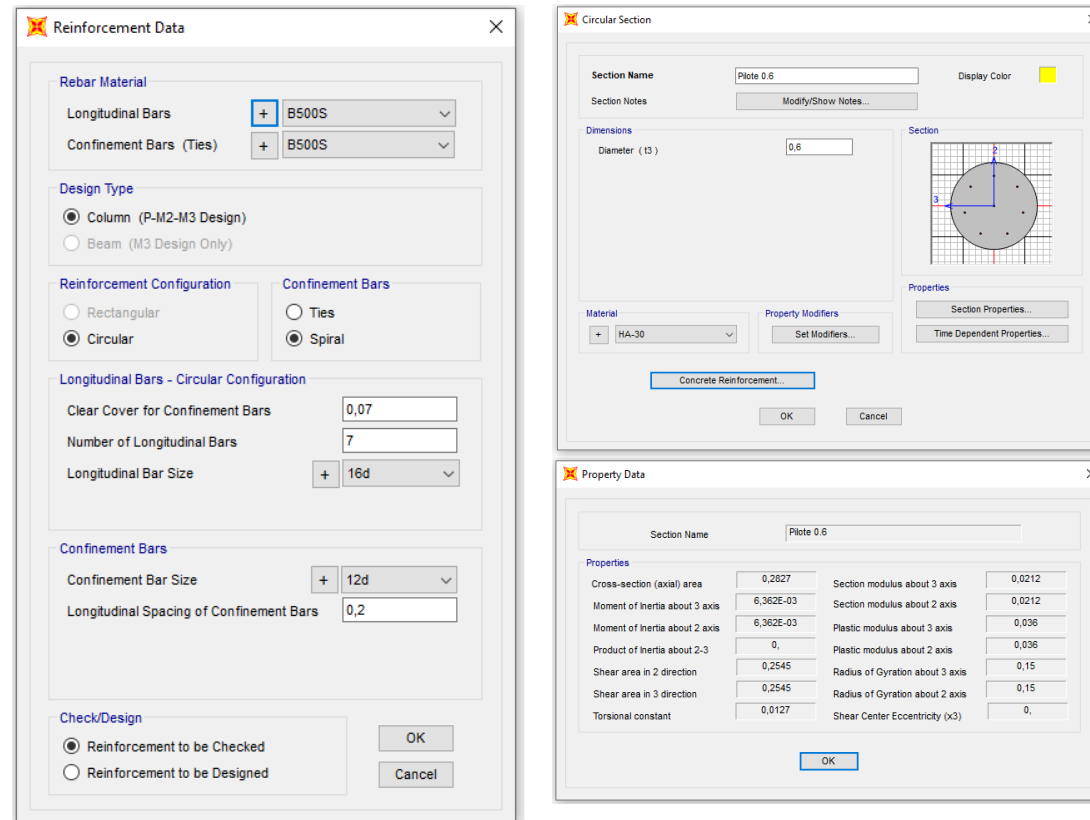 Reinforcement Data
Rebar Material
Longitudinal Bars + B500S
Confinement Bars (Ties) + B500S
Design Type
Column (P-M2-M3 Design)
Beam (M3 Design Only)
Reinforcement Configuration Confinement Bars
Rectangular Ties
Circular Spiral
Longitudinal Bars - Circular Configuration
Clear Cover for Confinement Bars 0,07
Number of Longitudinal Bars 7
Longitudinal Bar Size + 16d
Confinement Bars
Confinement Bar Size + 12d
Longitudinal Spacing of Confinement Bars 0,2
Check/Design
Reinforcement to be Checked OK
Reinforcement to be Designed Cancel
Circular Section
Section Name Pilote 0.6 Display Color
Section Notes Modify/Show Notes...
Dimensions Section
Diameter ( t3 ) 0,6
2
3
Properties
Section Properties...
Material Property Modifiers
+ HA-30 Set Modifiers... Time Dependent Properties...
Concrete Reinforcement...
OK Cancel
Property Data
Section Name Pilote 0.6
Properties
Cross-section (axial) area 0,2827 Section modulus about 3 axis 0,0212
Moment of Inertia about 3 axis 6,362E-03 Section modulus about 2 axis 0,0212
Moment of Inertia about 2 axis 6,362E-03 Plastic modulus about 3 axis 0,036
Product of Inertia about 2-3 0, Plastic modulus about 2 axis 0,036
Shear area in 2 direction 0,2545 Radius of Gyration about 3 axis 0,15
Shear area in 3 direction 0,2545 Radius of Gyration about 2 axis 0,15
Torsional constant 0,0127 Shear Center Eccentricity (x3) 0,
OK